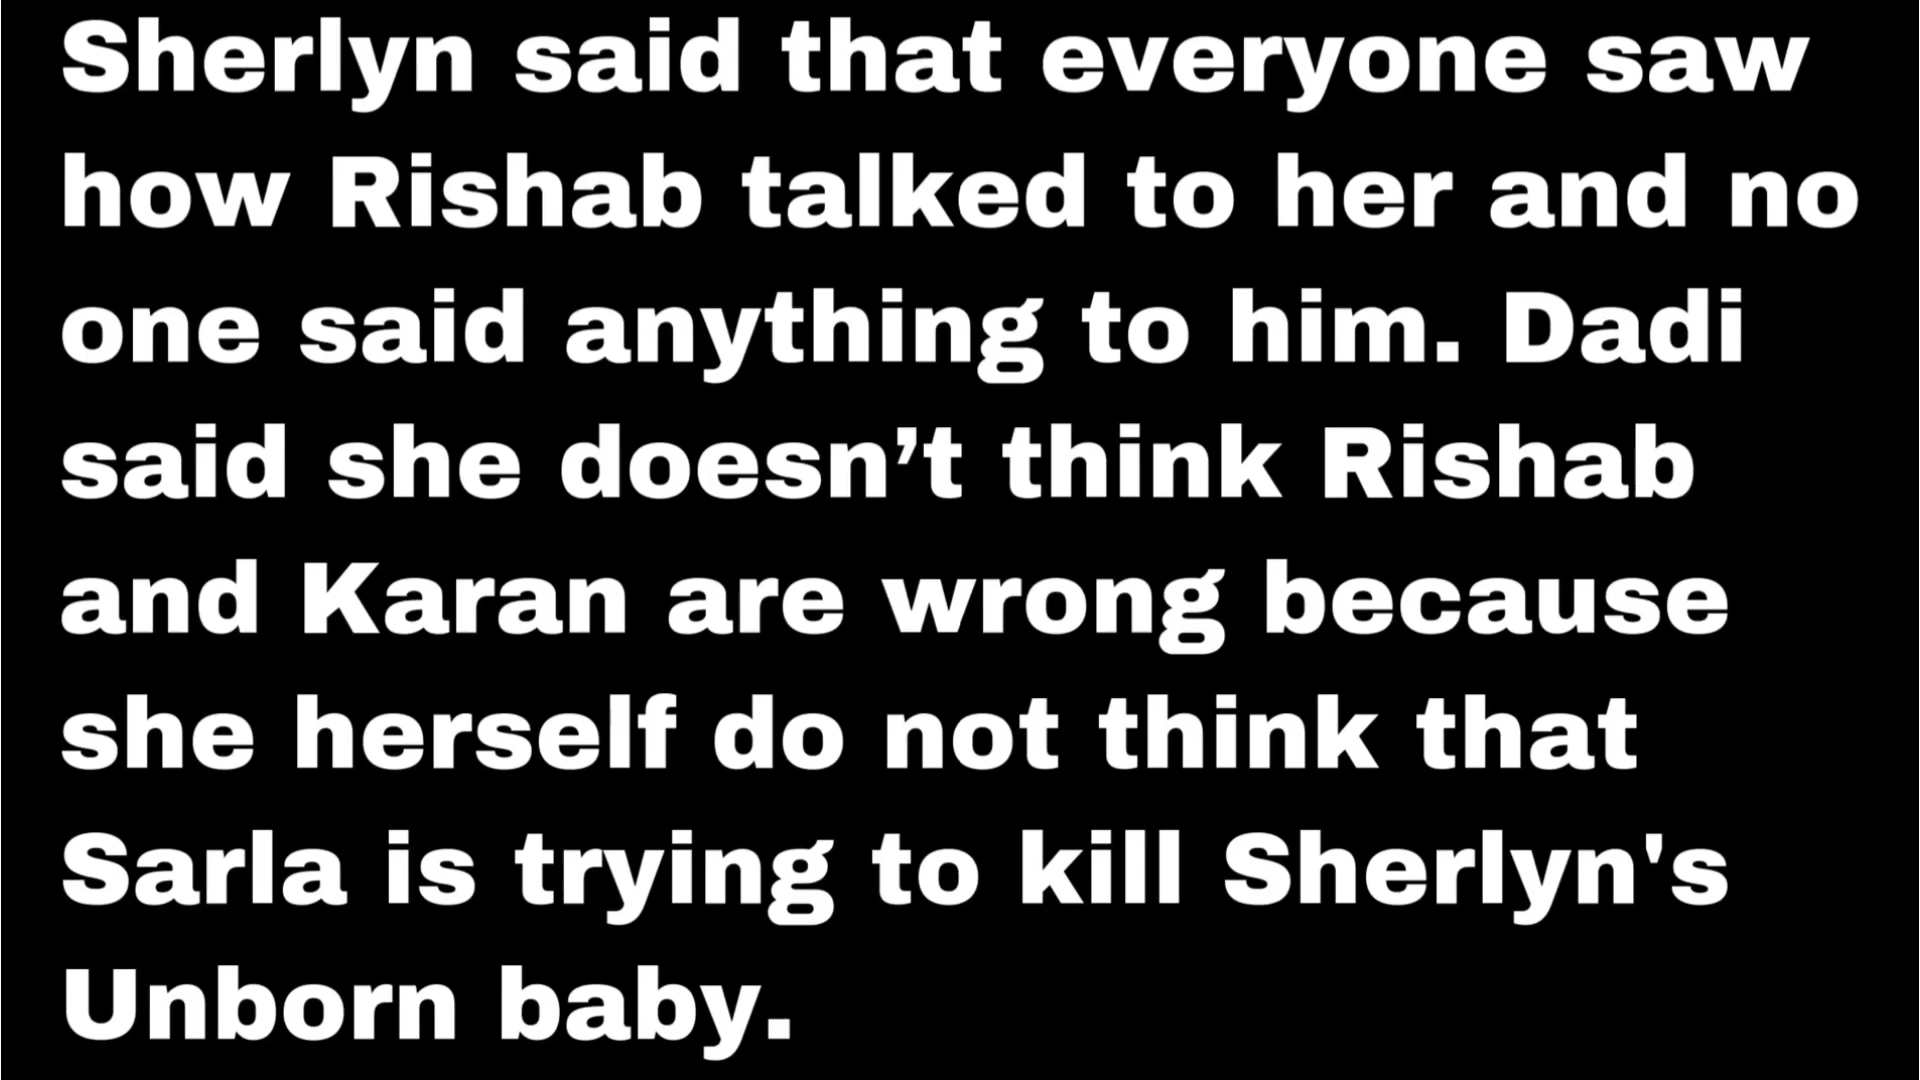 Sherlyn said that everyone saw
how Rishab talked to her and no
one said anything to him. Dadi
said she doesn’t think Rishab
and Karan are wrong because
she herself do not think that
Sarla is trying to kill Sherlyn's
Unborn baby.